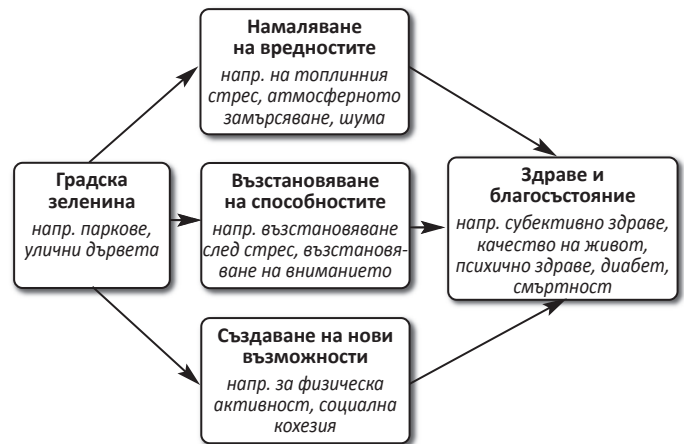 Намаляване
на вредностите
напр. на топлинния
стрес, атмосферното
замърсяване, шума
Градска
зеленина
напр. паркове,
улични дървета
Възстановяване
на способностите
напр. възстановяване
след стрес, възстановя-
ване на вниманието
Здраве и
благосъстояние
напр. субективно здраве,
качество на живот,
психично здраве, диабет,
смъртност
Създаване на нови
възможности
напр. за физическа
активност, социална
кохезия